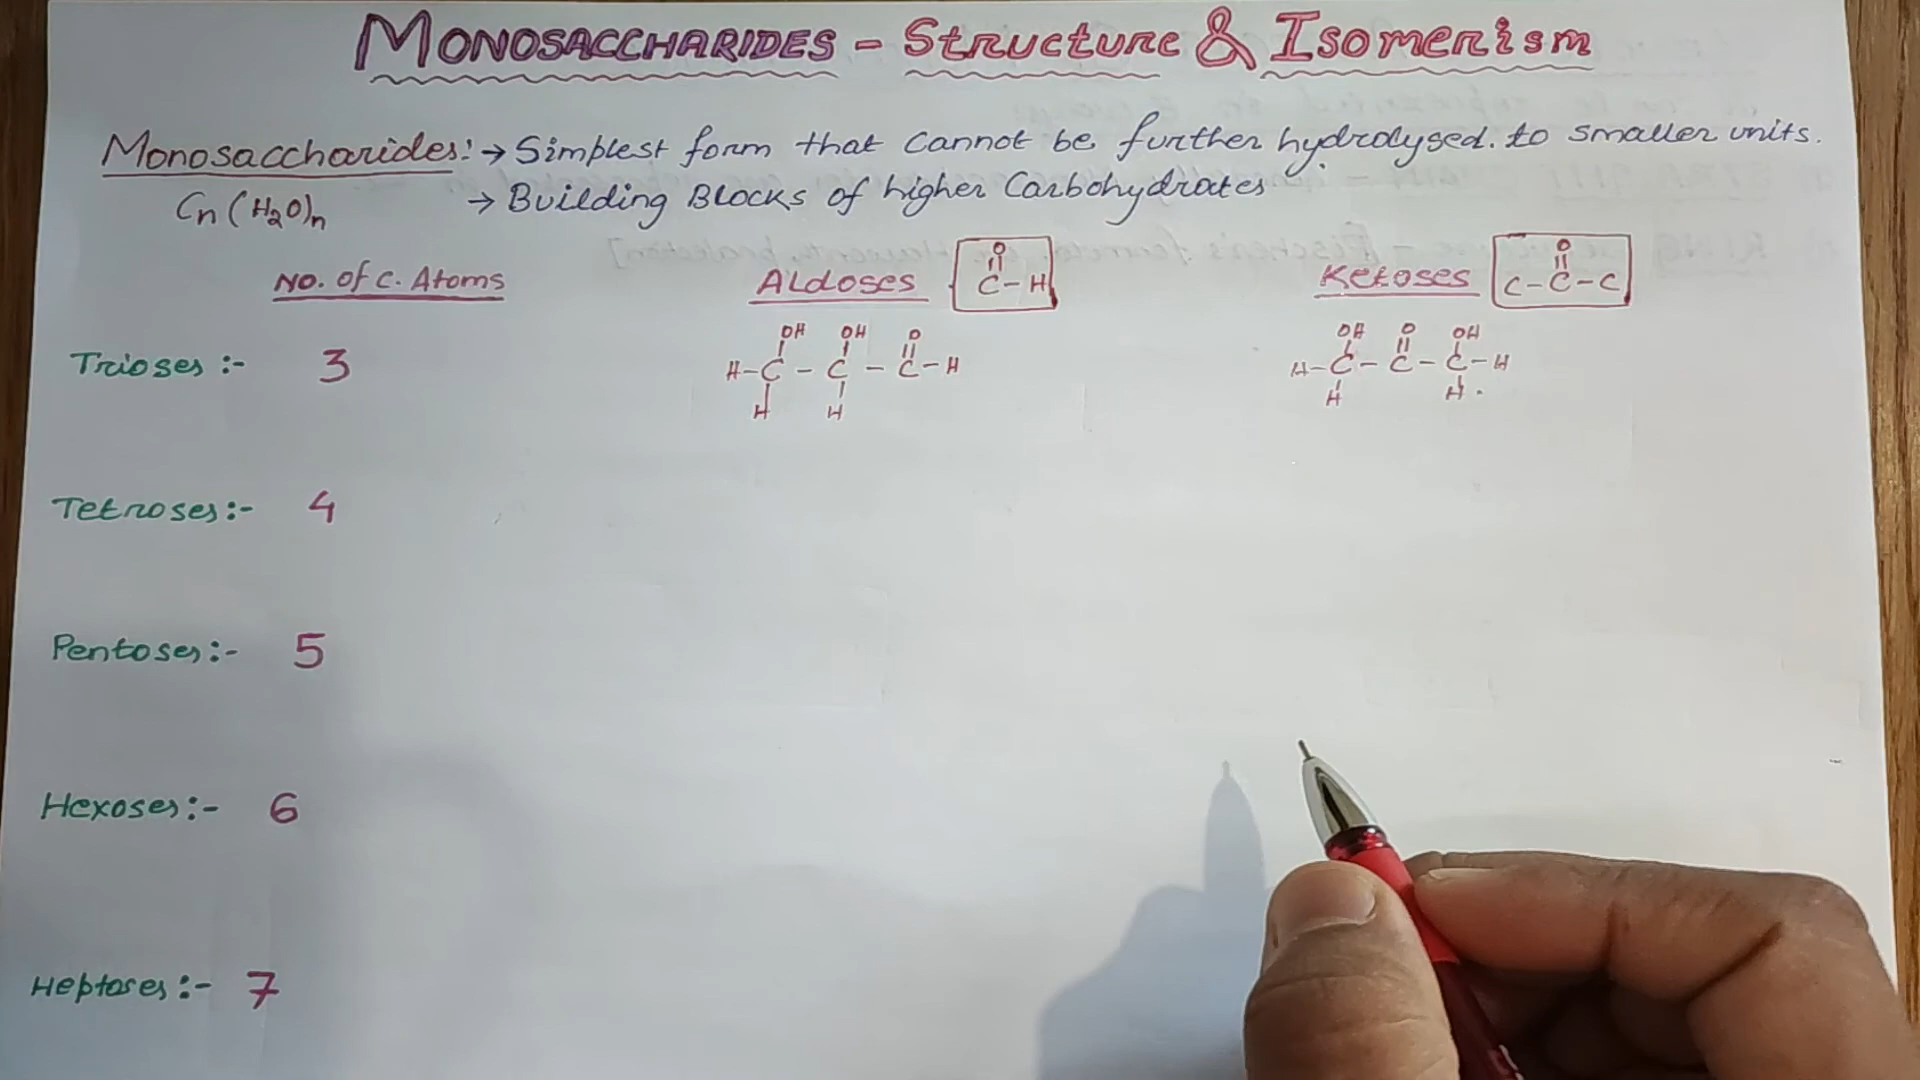 MONOSACCHARIDES - Structure & Isomerism
Monosaccharides:→ Simplest form that cannot be further hydrolysed. to smaller units.
Cn(H2O)n → Building Blocks of higher Carbohydrates
No. of C. Atoms Aldoses O Ketoses O
C-H C-C-C
OH OH O OH O OH
Trioses :- 3 H-C-C-C-H H-C-C-C-H
H H H H.
Tetroses:- 4
Pentoses:- 5
Hexoses:- 6
Heptoses:- 7